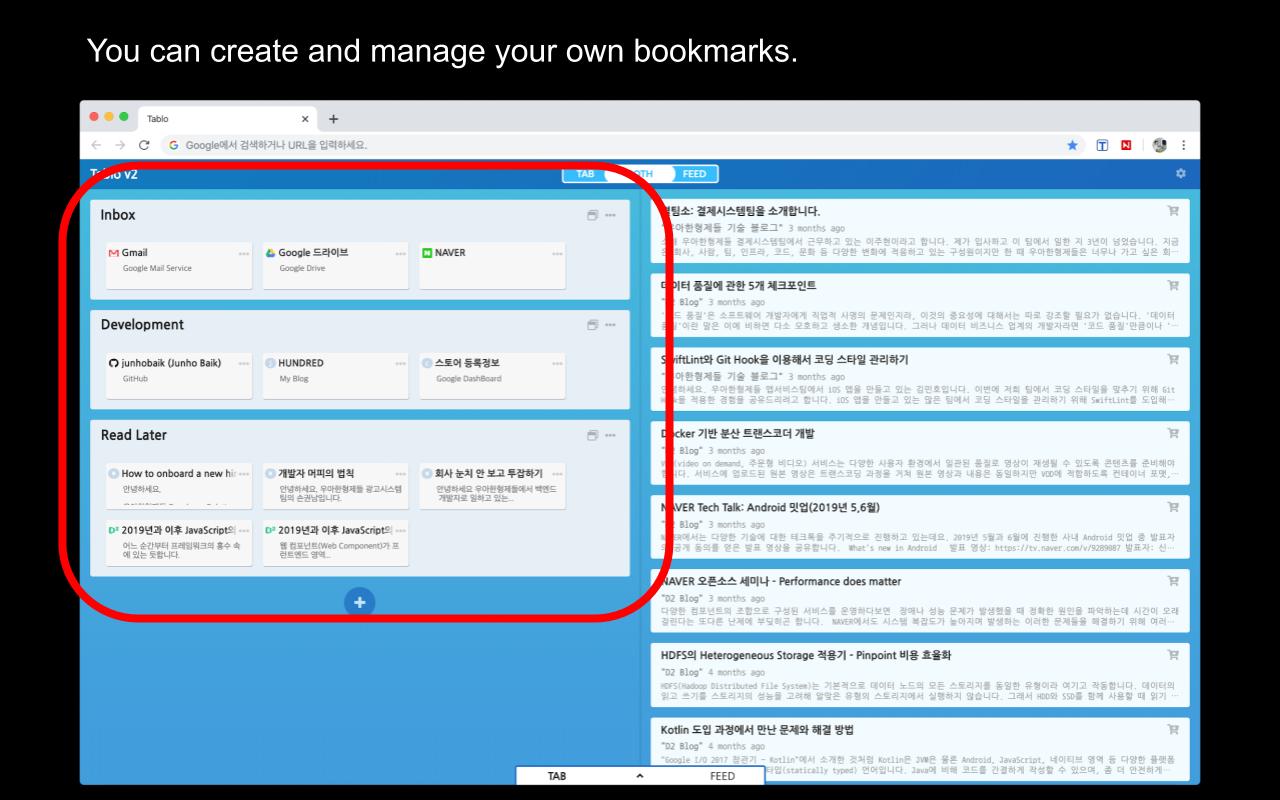 You can create and manage your own bookmarks.
Tablo
Google에서 검색하거나 URL을 입력하세요.
Tablo v2
TAB
OTH
FEED
Inbox
Gmail
Google Mail Service
Google 드라이브
Google Drive
NAVER
Development
junhobaik (Junho Baik)
GitHub
HUNDRED
My Blog
스토어 등록정보
Google DashBoard
Read Later
How to onboard a new hir
안녕하세요,
개발자 머피의 법칙
안녕하세요. 우아한형제들 광고시스템
팀의 손권남입니다.
회사 눈치 안 보고 투잡하기
안녕하세요 우아한형제들에서 백엔드
개발자로 일하고 있는...
2019년과 이후 JavaScript의
어느 순간부터 프레임워크의 홍수 속
에 있는 듯합니다.
2019년과 이후 JavaScript의
웹 컴포넌트(Web Component)가 프
런트엔드 영역...
결제시스템팀을 소개합니다.
우아한형제들 기술 블로그" 3 months ago
우아한형제들 결제시스템팀에서 근무하고 있는 이주현이라고 합니다. 제가 입사하고 이 팀에서 일한 지 3년이 넘었습니다. 지금
회사, 사람, 팀, 인프라, 코드, 문화 등 다양한 변화에 적응하고 있는 구성원이지만 한 때 우아한형제들은 너무나 가고 싶은 회…
데이터 품질에 관한 5개 체크포인트
"D2 Blog" 3 months ago
'코드 품질'은 소프트웨어 개발자에게 직업적 사명의 문제인지라, 이것의 중요성에 대해서는 따로 강조할 필요가 없습니다. '데이터
품질'이란 말은 이에 비하면 다소 모호하고 생소한 개념입니다. 그러나 데이터 비즈니스 업계의 개발자라면 '코드 품질'만큼이나 '…
SwiftLint와 Git Hook을 이용해서 코딩 스타일 관리하기
"우아한형제들 기술 블로그" 3 months ago
안녕하세요. 우아한형제들 앱서비스팀에서 iOS 앱을 만들고 있는 김민호입니다. 이번에 저희 팀에서 코딩 스타일을 맞추기 위해 Git
Hook을 적용한 경험을 공유드리려고 합니다. iOS 앱을 만들고 있는 많은 팀에서 코딩 스타일을 관리하기 위해 SwiftLint를 도입해…
Docker 기반 분산 트랜스코더 개발
"D2 Blog" 3 months ago
VOD(video on demand, 주문형 비디오) 서비스는 다양한 사용자 환경에서 일관된 품질로 영상이 재생될 수 있도록 콘텐츠를 준비해야
합니다. 서비스에 업로드된 원본 영상은 트랜스코딩 과정을 거쳐 원본 영상과 내용은 동일하지만 VOD에 적합하도록 컨테이너 포맷,…
NAVER Tech Talk: Android 밋업(2019년 5,6월)
"D2 Blog" 3 months ago
NAVER에서는 다양한 기술에 대한 테크톡을 주기적으로 진행하고 있는데요. 2019년 5월과 6에 진행한 사내 Android 밋업 중 발표자
의 공개 동의를 얻은 발표 영상을 공유합니다. What's new in Android 발표 영상: https://tv.naver.com/v/9289087 발표자: 신…
NAVER 오픈소스 세미나 - Performance does matter
"D2 Blog" 3 months ago
다양한 컴포넌트의 조합으로 구성된 서비스를 운영하다보면 장애나 성능 문제가 발생했을 때 정확한 원인을 파악하는데 시간이 오래
걸린다는 또다른 난제에 부딪히곤 합니다. NAVER에서도 시스템 복잡도가 높아지며 발생하는 이러한 문제들을 해결하기 위해 여러…
HDFS의 Heterogeneous Storage 적용기 - Pinpoint 비용 효율화
"D2 Blog" 4 months ago
HDFS(Hadoop Distributed File System)는 기본적으로 데이터 노드의 모든 스토리지를 동일한 유형이라 여기고 작동합니다. 데이터의
읽고 쓰기를 스토리지의 성능을 고려해 알맞은 유형의 스토리지에서 실행하지 않습니다. 그래서 HDD와 SSD를 함께 사용할 때 읽기 …
Kotlin 도입 과정에서 만난 문제와 해결 방법
"D2 Blog" 4 months ago
"Google I/O 2017 참관기 – Kotlin"에서 소개한 것처럼 Kotlin은 JVM은 물론 Android, JavaScript, 네이티브 영역 등 다양한 플랫폼
타입(statically typed) 언어입니다. Java에 비해 코드를 간결하게 작성할 수 있으며, 좀 더 안전하게…
TAB
FEED